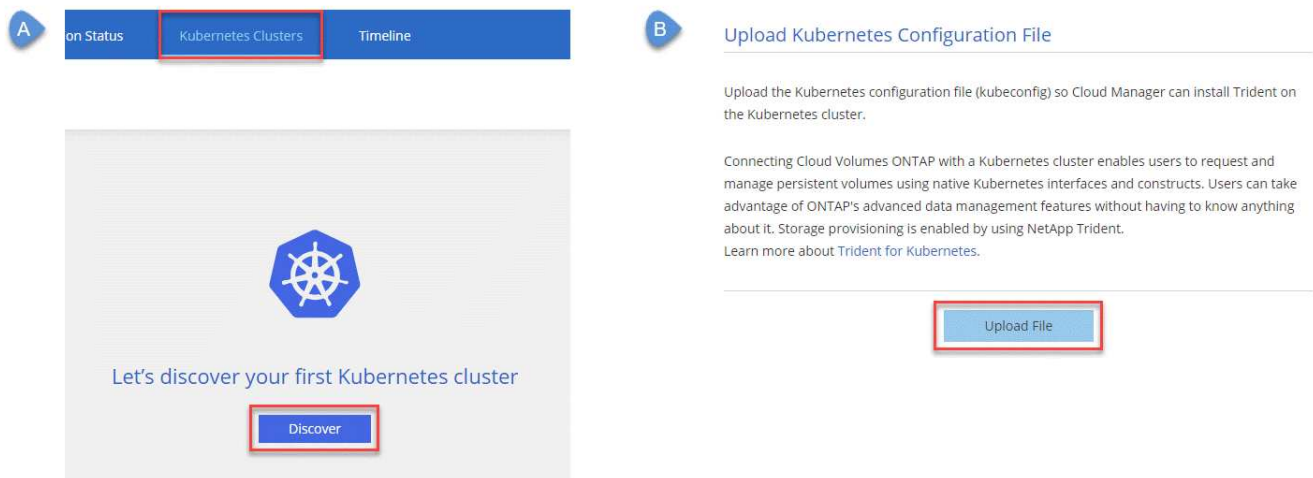 A
on Status
Kubernetes Clusters
Timeline
Let's discover your first Kubernetes cluster
Discover
B
Upload Kubernetes Configuration File
Upload the Kubernetes configuration file (kubeconfig) so Cloud Manager can install Trident on
the Kubernetes cluster.
Connecting Cloud Volumes ONTAP with a Kubernetes cluster enables users to request and
manage persistent volumes using native Kubernetes interfaces and constructs. Users can take
advantage of ONTAP's advanced data management features without having to know anything
about it. Storage provisioning is enabled by using NetApp Trident.
Learn more about Trident for Kubernetes.
Upload File